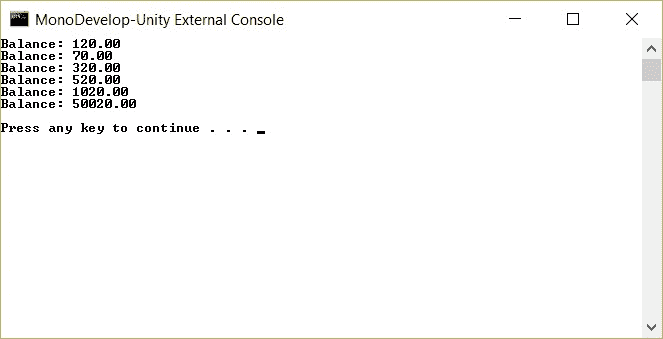 MonoDevelop-Unity External Console
Balance: 120.00
Balance: 70.00
Balance: 320.00
Balance: 520.00
Balance: 1020.00
Balance: 50020.00
Press any key to continue . . .